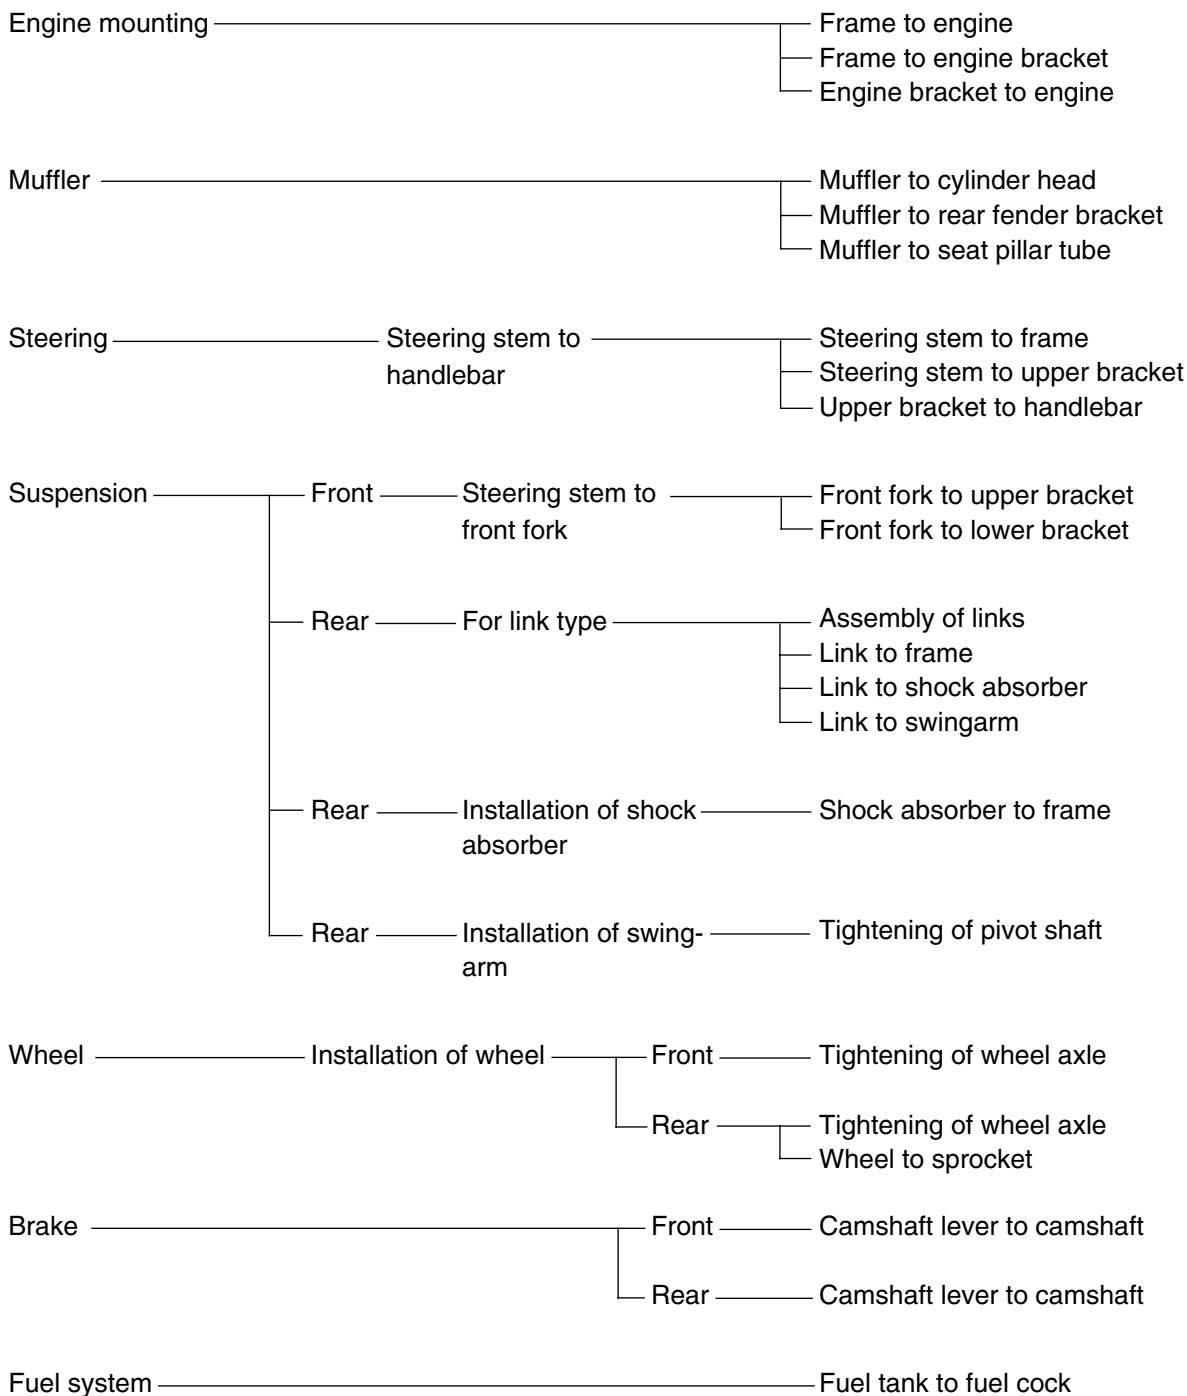 Engine mounting Frame to engine
Frame to engine bracket
Engine bracket to engine
Muffler Muffler to cylinder head
Muffler to rear fender bracket
Muffler to seat pillar tube
Steering Steering stem to Steering stem to frame
handlebar Steering stem to upper bracket
Upper bracket to handlebar
Suspension Front Steering stem to Front fork to upper bracket
front fork Front fork to lower bracket
Rear For link type Assembly of links
Link to frame
Link to shock absorber
Link to swingarm
Rear Installation of shock Shock absorber to frame
absorber
Rear Installation of swing- Tightening of pivot shaft
arm
Wheel Installation of wheel Front Tightening of wheel axle
Rear Tightening of wheel axle
Wheel to sprocket
Brake Front Camshaft lever to camshaft
Rear Camshaft lever to camshaft
Fuel system Fuel tank to fuel cock